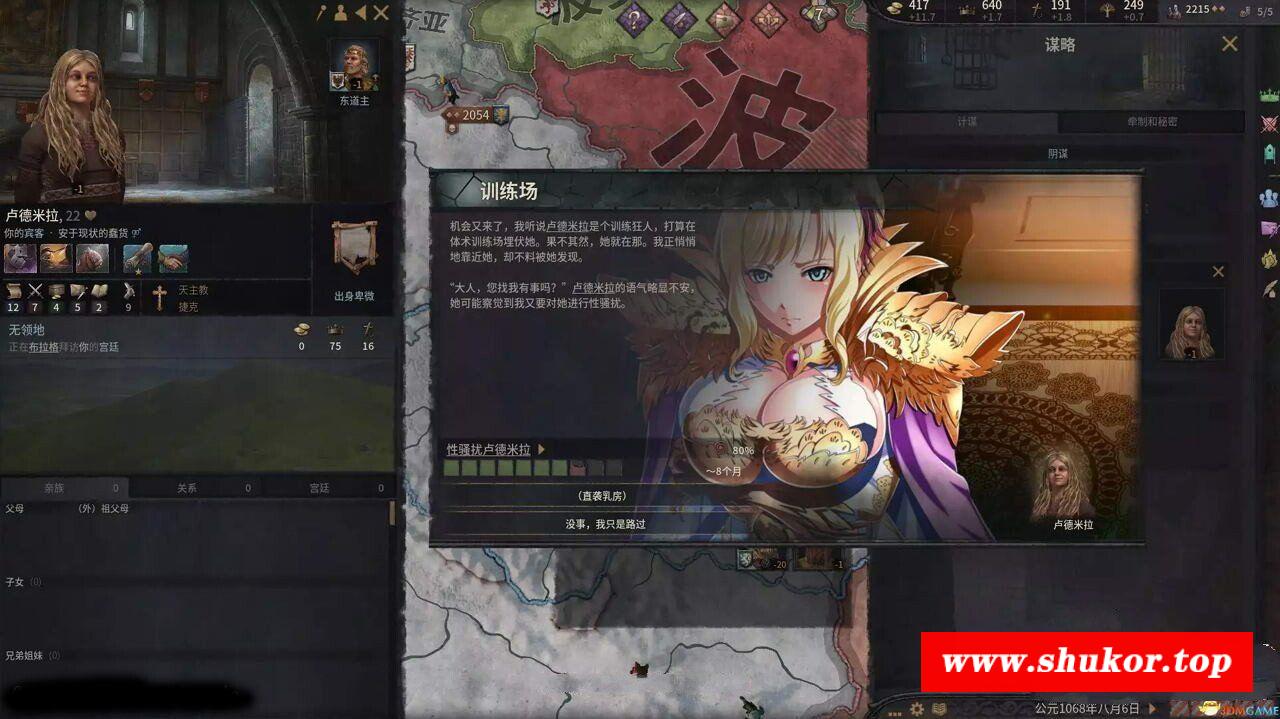 417
+11.7
640
+1.7
191
+1.8
249
+0.7
2215
5/5
7
-1
东道主
-1
卢德米拉, 22
你的宾客 · 安于现状的蠢货
出身卑微
12 7 4 5 2 9
天主教
捷克
无领地
正在布拉格拜访你的宫廷
0 75 16
亲族 0 关系 0 宫廷 0
父母 (外) 祖父母
子女 (0)
兄弟姐妹 (0)
2054
波
谋略
计谋
牵制和秘密
阴谋
-1
训练场
机会又来了，我听说卢德米拉是个训练狂人，打算在
体术训练场埋伏她。果不其然，她就在那。我正悄悄
地靠近她，却不料被她发现。
“大人，您找我有事吗？”卢德米拉的语气略显不安，
她可能察觉到我又要对她进行性骚扰。
性骚扰卢德米拉
80%
～8个月
(直袭乳房)
没事，我只是路过
卢德米拉
-20
-1
www.shukor.top
公元1068年八月6日
3DMGAME